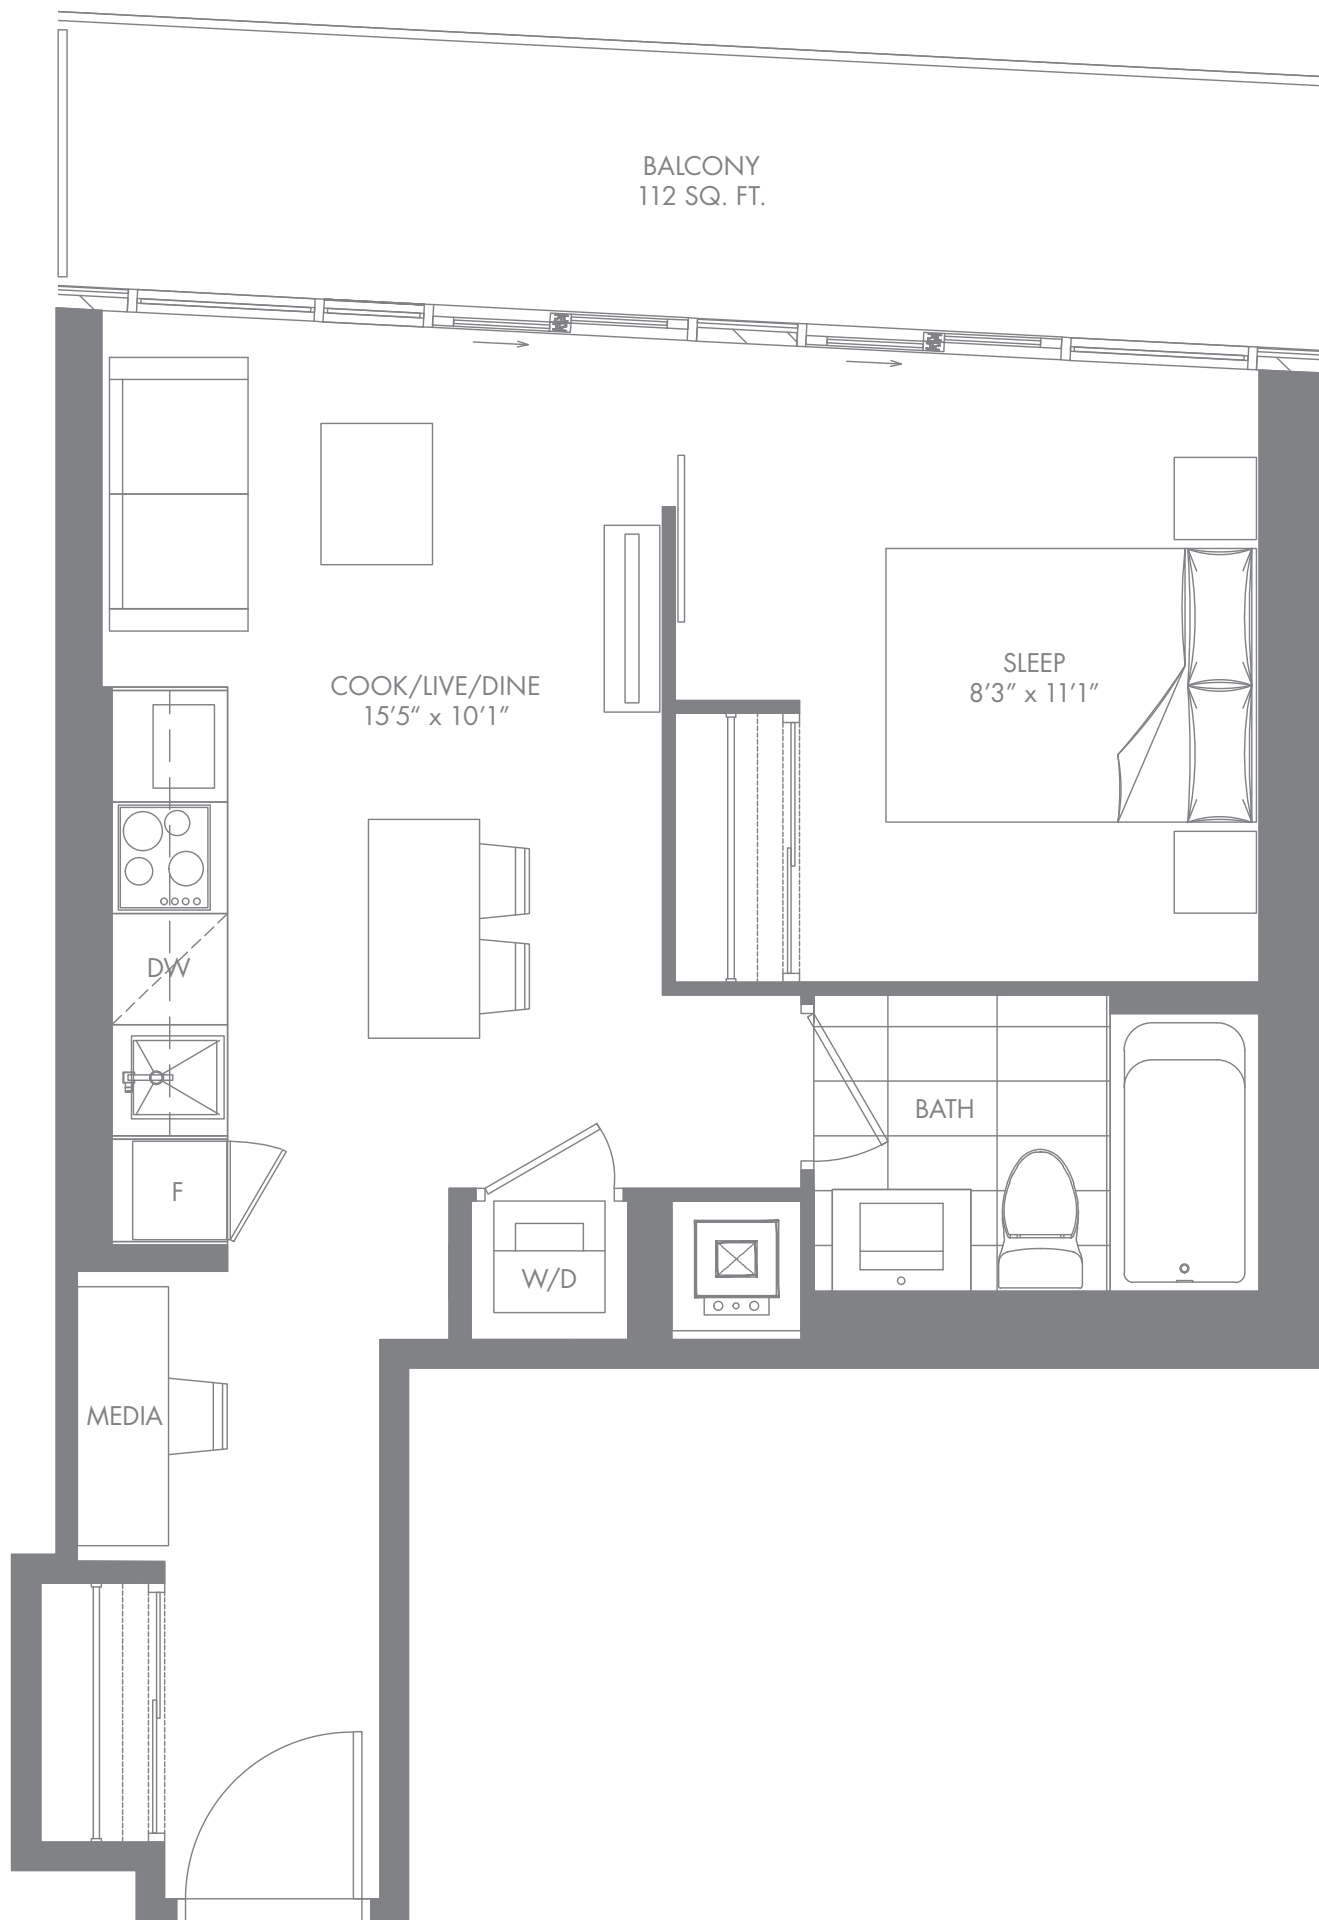 BALCONY
112 SQ. FT.
COOK/LIVE/DINE
15’5“ x 10’1”
SLEEP
8’3” x 11’1”
DW
BATH
F
W/D
MEDIA